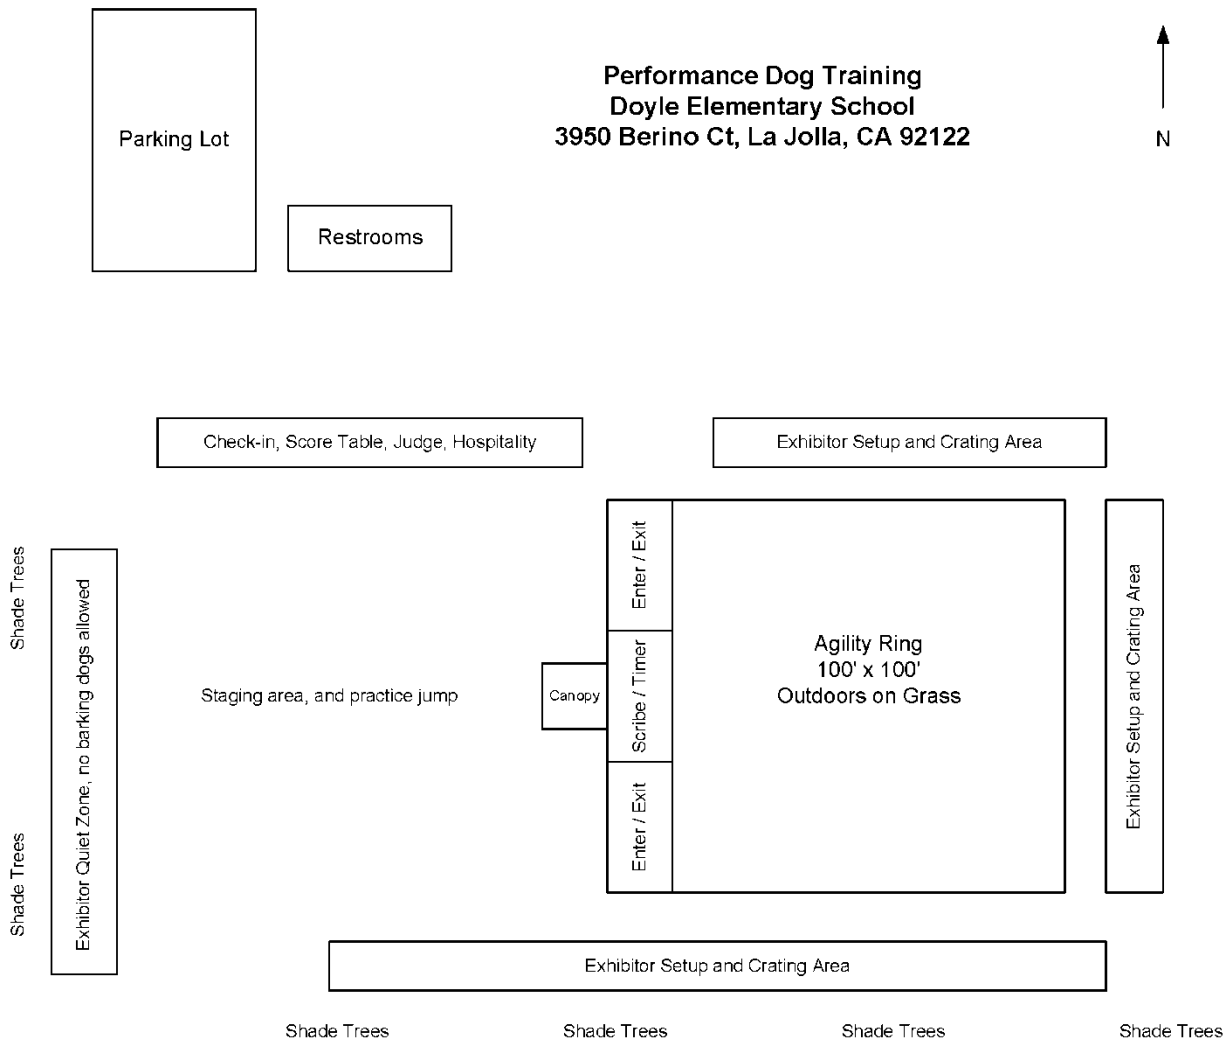 Performance Dog Training
Doyle Elementary School
3950 Berino Ct, La Jolla, CA 92122
N
Parking Lot
Restrooms
Check-in, Score Table, Judge, Hospitality
Exhibitor Setup and Crating Area
Shade Trees
Shade Trees
Exhibitor Quiet Zone, no barking dogs allowed
Staging area, and practice jump
Canopy
Enter / Exit
Scribe / Timer
Enter / Exit
Agility Ring
100' x 100'
Outdoors on Grass
Exhibitor Setup and Crating Area
Exhibitor Setup and Crating Area
Shade Trees
Shade Trees
Shade Trees
Shade Trees